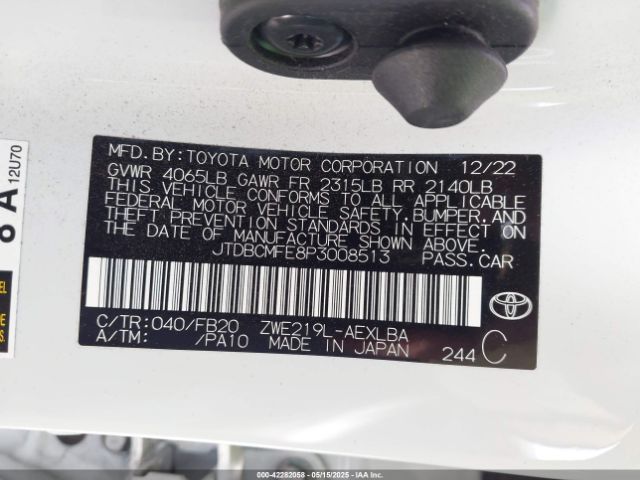 MFD.BY:TOYOTA MOTOR CORPORATION 12/22
GVWR 4065LB GAWR FR 2315LB RR 2140LB
THIS VEHICLE CONFORMS TO ALL APPLICABLE
FEDERAL MOTOR VEHICLE SAFETY,BUMPER,AND
THEFT PREVENTION STANDARDS IN EFFECT ON
THE DATE OF MANUFACTURE SHOWN ABOVE.
JTDBCMFE8P3008513 PASS.CAR
C/TR:040/FB20 ZWE219L-AEXLBA
A/TM: /PA10 MADE IN JAPAN 244 C
A 12U70
000-42282058 - 05/15/2025 - IAAI.COM